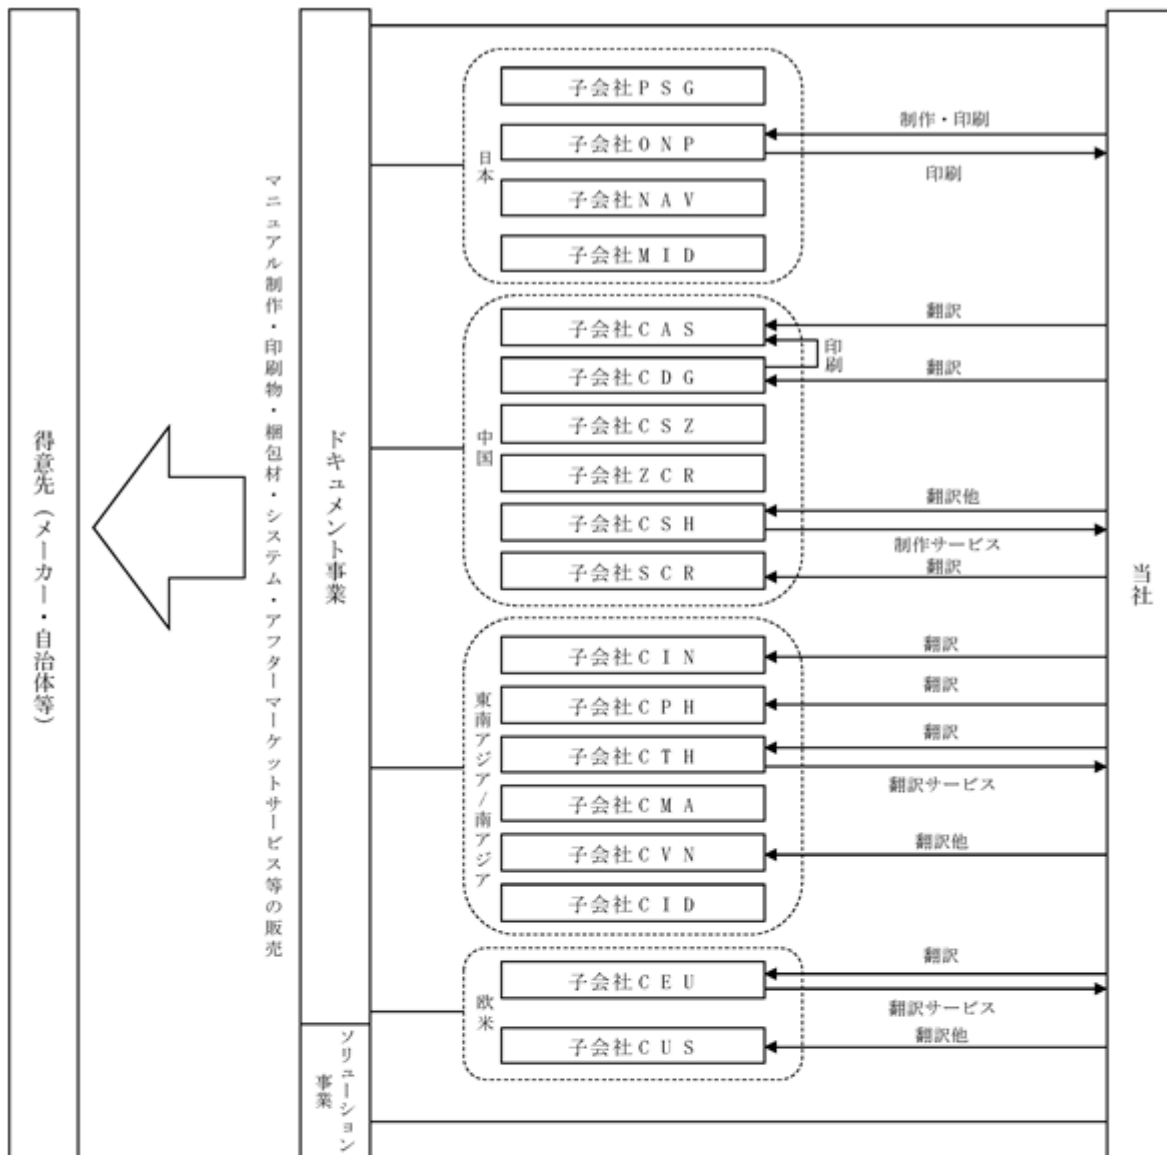 得意先（メーカー・自治体等）
マニュアル制作・印刷物・梱包材・システム・アフターマーケットサービス等の販売
ドキュメント事業
ソリューション
事業
日本
子会社ＰＳＧ
子会社ＯＮＰ
子会社ＮＡＶ
子会社ＭＩＤ
制作・印刷
印刷
中国
子会社ＣＡＳ
子会社ＣＤＧ
子会社ＣＳＺ
子会社ＺＣＲ
子会社ＣＳＨ
子会社ＳＣＲ
印刷
翻訳
翻訳
翻訳他
制作サービス
翻訳
東南アジア/南アジア
子会社ＣＩＮ
子会社ＣＰＨ
子会社ＣＴＨ
子会社ＣＭＡ
子会社ＣＶＮ
子会社ＣＩＤ
翻訳
翻訳
翻訳
翻訳サービス
翻訳他
欧米
子会社ＣＥＵ
子会社ＣＵＳ
翻訳
翻訳サービス
翻訳他
当社